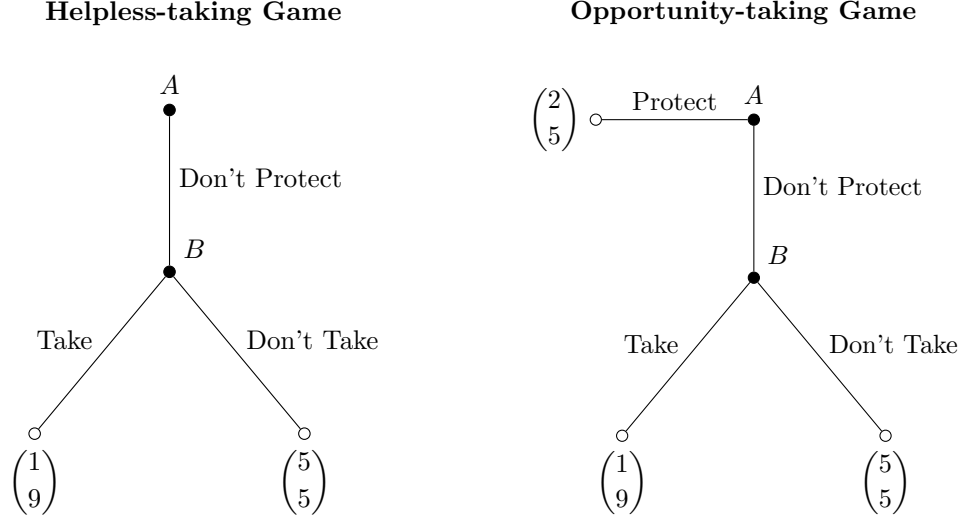 Helpless-taking Game
A
Don't Protect
B
Take
Don't Take
1
9
5
5
Opportunity-taking Game
2
5
Protect
A
Don't Protect
B
Take
Don't Take
1
9
5
5